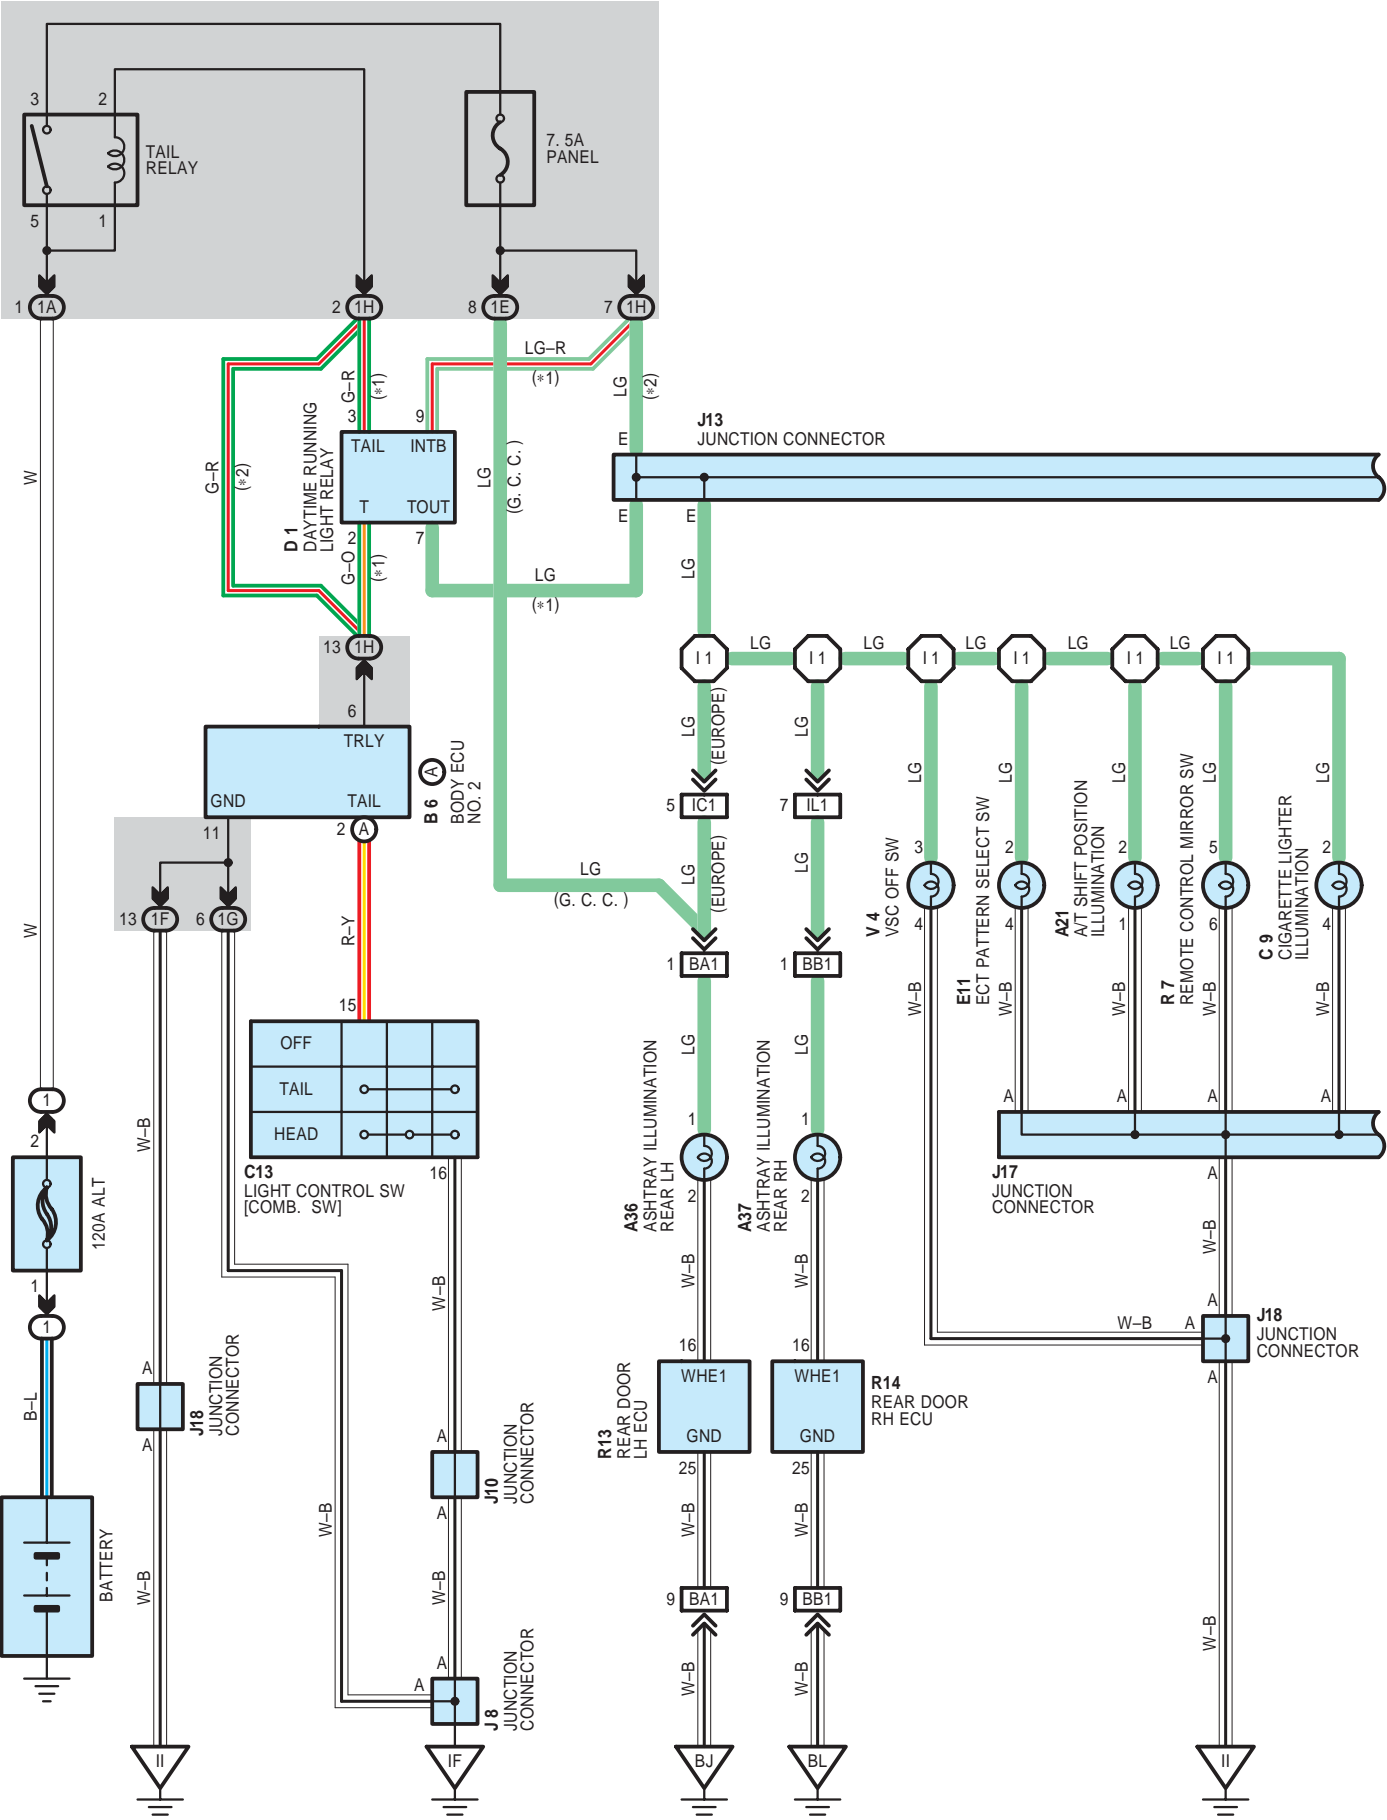 3 2
TAIL
RELAY
5 1
7. 5A
PANEL
1 1A
2 1H
8 1E
7 1H
LG–R
(∗1)
G–R
(∗1)
LG
(∗2)
G–R
(∗2)
W
3 9
TAIL INTB
T TOUT
2 7
D 1
DAYTIME RUNNING
LIGHT RELAY
G–O
(∗1)
LG
(G. C. C. )
LG
(∗1)
J13
JUNCTION CONNECTOR
E
E E
LG
13 1H
6
TRLY
GND TAIL
B 6 A
BODY ECU
NO. 2
11
2 A
13 1F
6 1G
I 1 LG I 1 LG I 1 LG I 1 LG I 1 LG I 1
LG
(EUROPE)
LG
LG
LG
LG
LG
LG
5 IC1
7 IL1
LG
(EUROPE)
LG
LG
(G. C. C. )
1 BA1
1 BB1
3
2
2
5
2
V 4
VSC OFF SW
E11
ECT PATTERN SELECT SW
A21
A/T SHIFT POSITION
ILLUMINATION
R 7
REMOTE CONTROL MIRROR SW
C 9
CIGARETTE LIGHTER
ILLUMINATION
4
4
1
6
4
W–B
W–B
W–B
W–B
W–B
W
R–Y
15
OFF
TAIL
HEAD
C13
LIGHT CONTROL SW
[COMB. SW]
16
LG
LG
1
1
A36
ASHTRAY ILLUMINATION
REAR LH
A37
ASHTRAY ILLUMINATION
REAR RH
2
2
A A A A
J17
JUNCTION
CONNECTOR
A
W–B
1
2
120A ALT
1
1
B–L
BATTERY
W–B
A
J18
JUNCTION
CONNECTOR
A
W–B
W–B
W–B
A
J10
JUNCTION
CONNECTOR
A
W–B
A
A
J 8
JUNCTION
CONNECTOR
W–B
W–B
16
16
WHE1
GND
R13
REAR DOOR
LH ECU
WHE1
GND
R14
REAR DOOR
RH ECU
25
25
W–B
W–B
9 BA1
9 BB1
W–B
W–B
W–B A
A
J18
JUNCTION
CONNECTOR
A
W–B
II
IF
BJ
BL
II